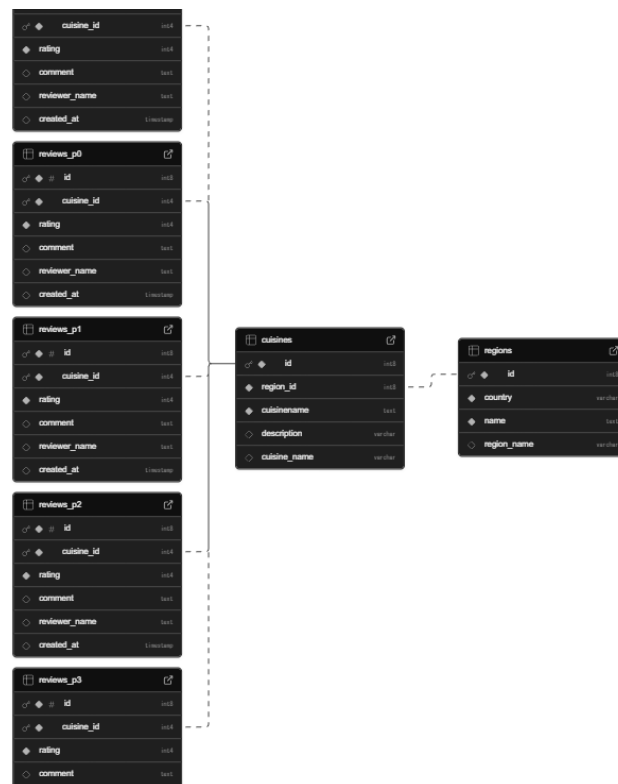 cuisine_id int4
rating int4
comment text
reviewer_name text
created_at timestamp
reviews_p0
# id int8
cuisine_id int4
rating int4
comment text
reviewer_name text
created_at timestamp
reviews_p1
# id int8
cuisine_id int4
rating int4
comment text
reviewer_name text
created_at timestamp
reviews_p2
# id int8
cuisine_id int4
rating int4
comment text
reviewer_name text
created_at timestamp
reviews_p3
# id int8
cuisine_id int4
rating int4
comment text
cuisines
id int8
region_id int8
cuisinename text
description varchar
cuisine_name varchar
regions
id int8
country varchar
name text
region_name varchar